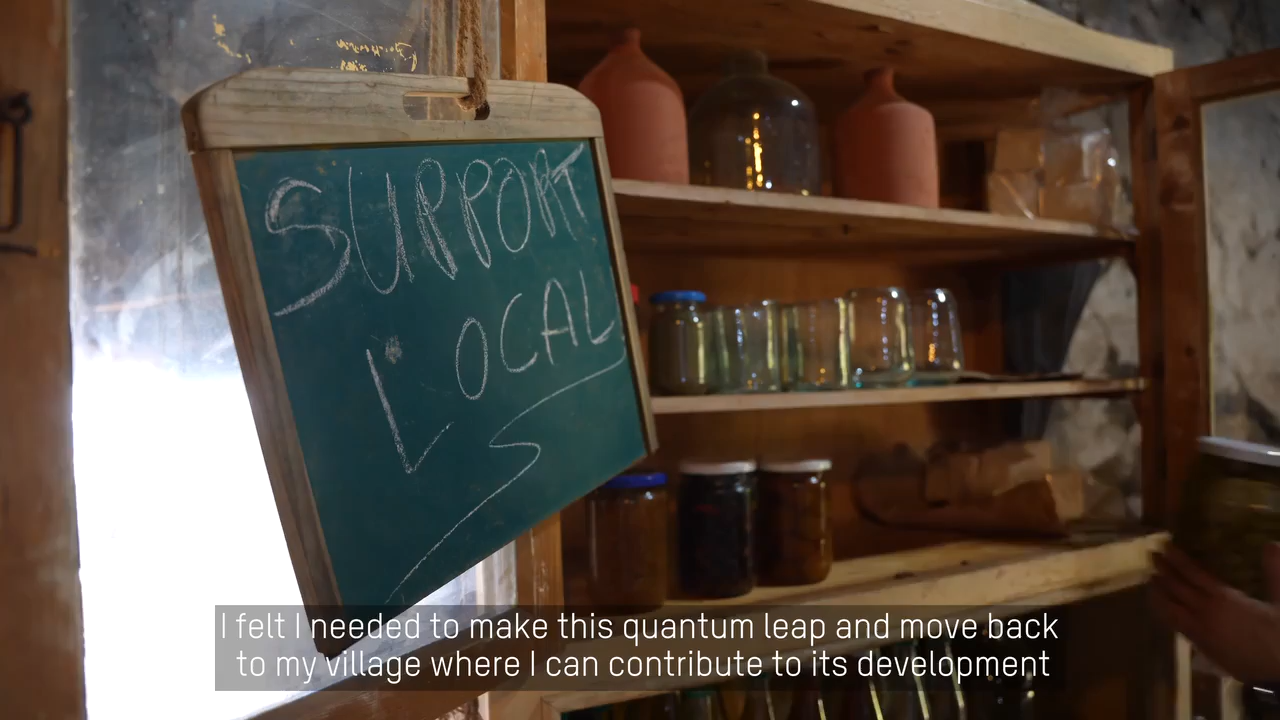 SUPPORT
LOCAL
I felt I needed to make this quantum leap and move back
to my village where I can contribute to its development